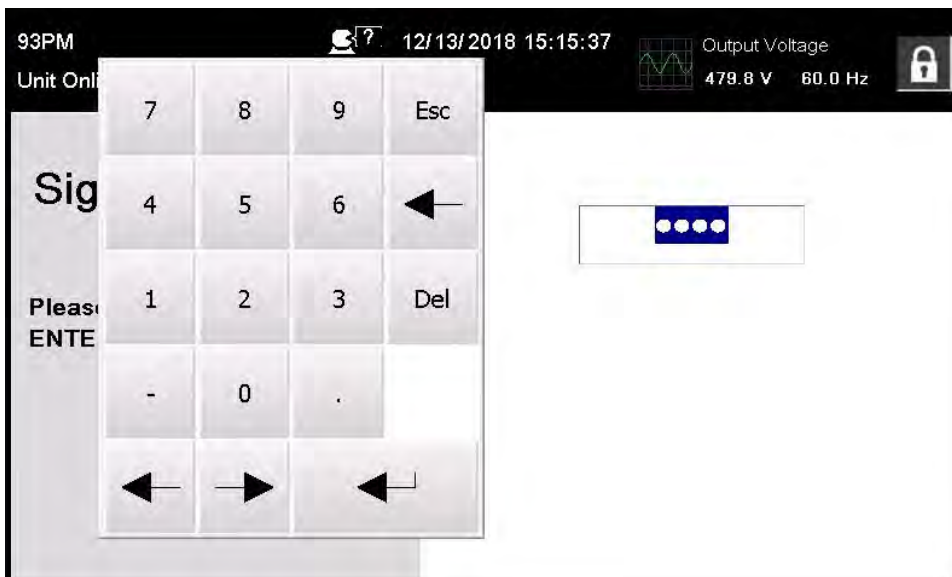 93PM
? 12/13/2018 15:15:37
Output Voltage
Unit Onli
479.8 V 60.0 Hz
7 8 9 Esc
Sig
4 5 6
Pleas
ENTE
1 2 3 Del
- 0 .